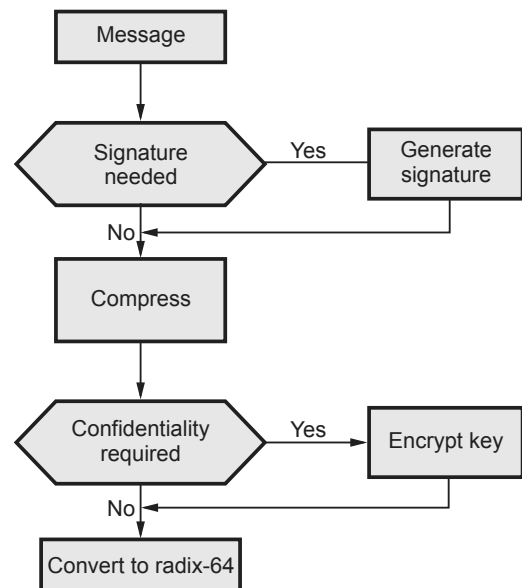 Message
Signature
needed
Yes
Generate
signature
No
Compress
Confidentiality
required
Yes
Encrypt key
No
Convert to radix-64